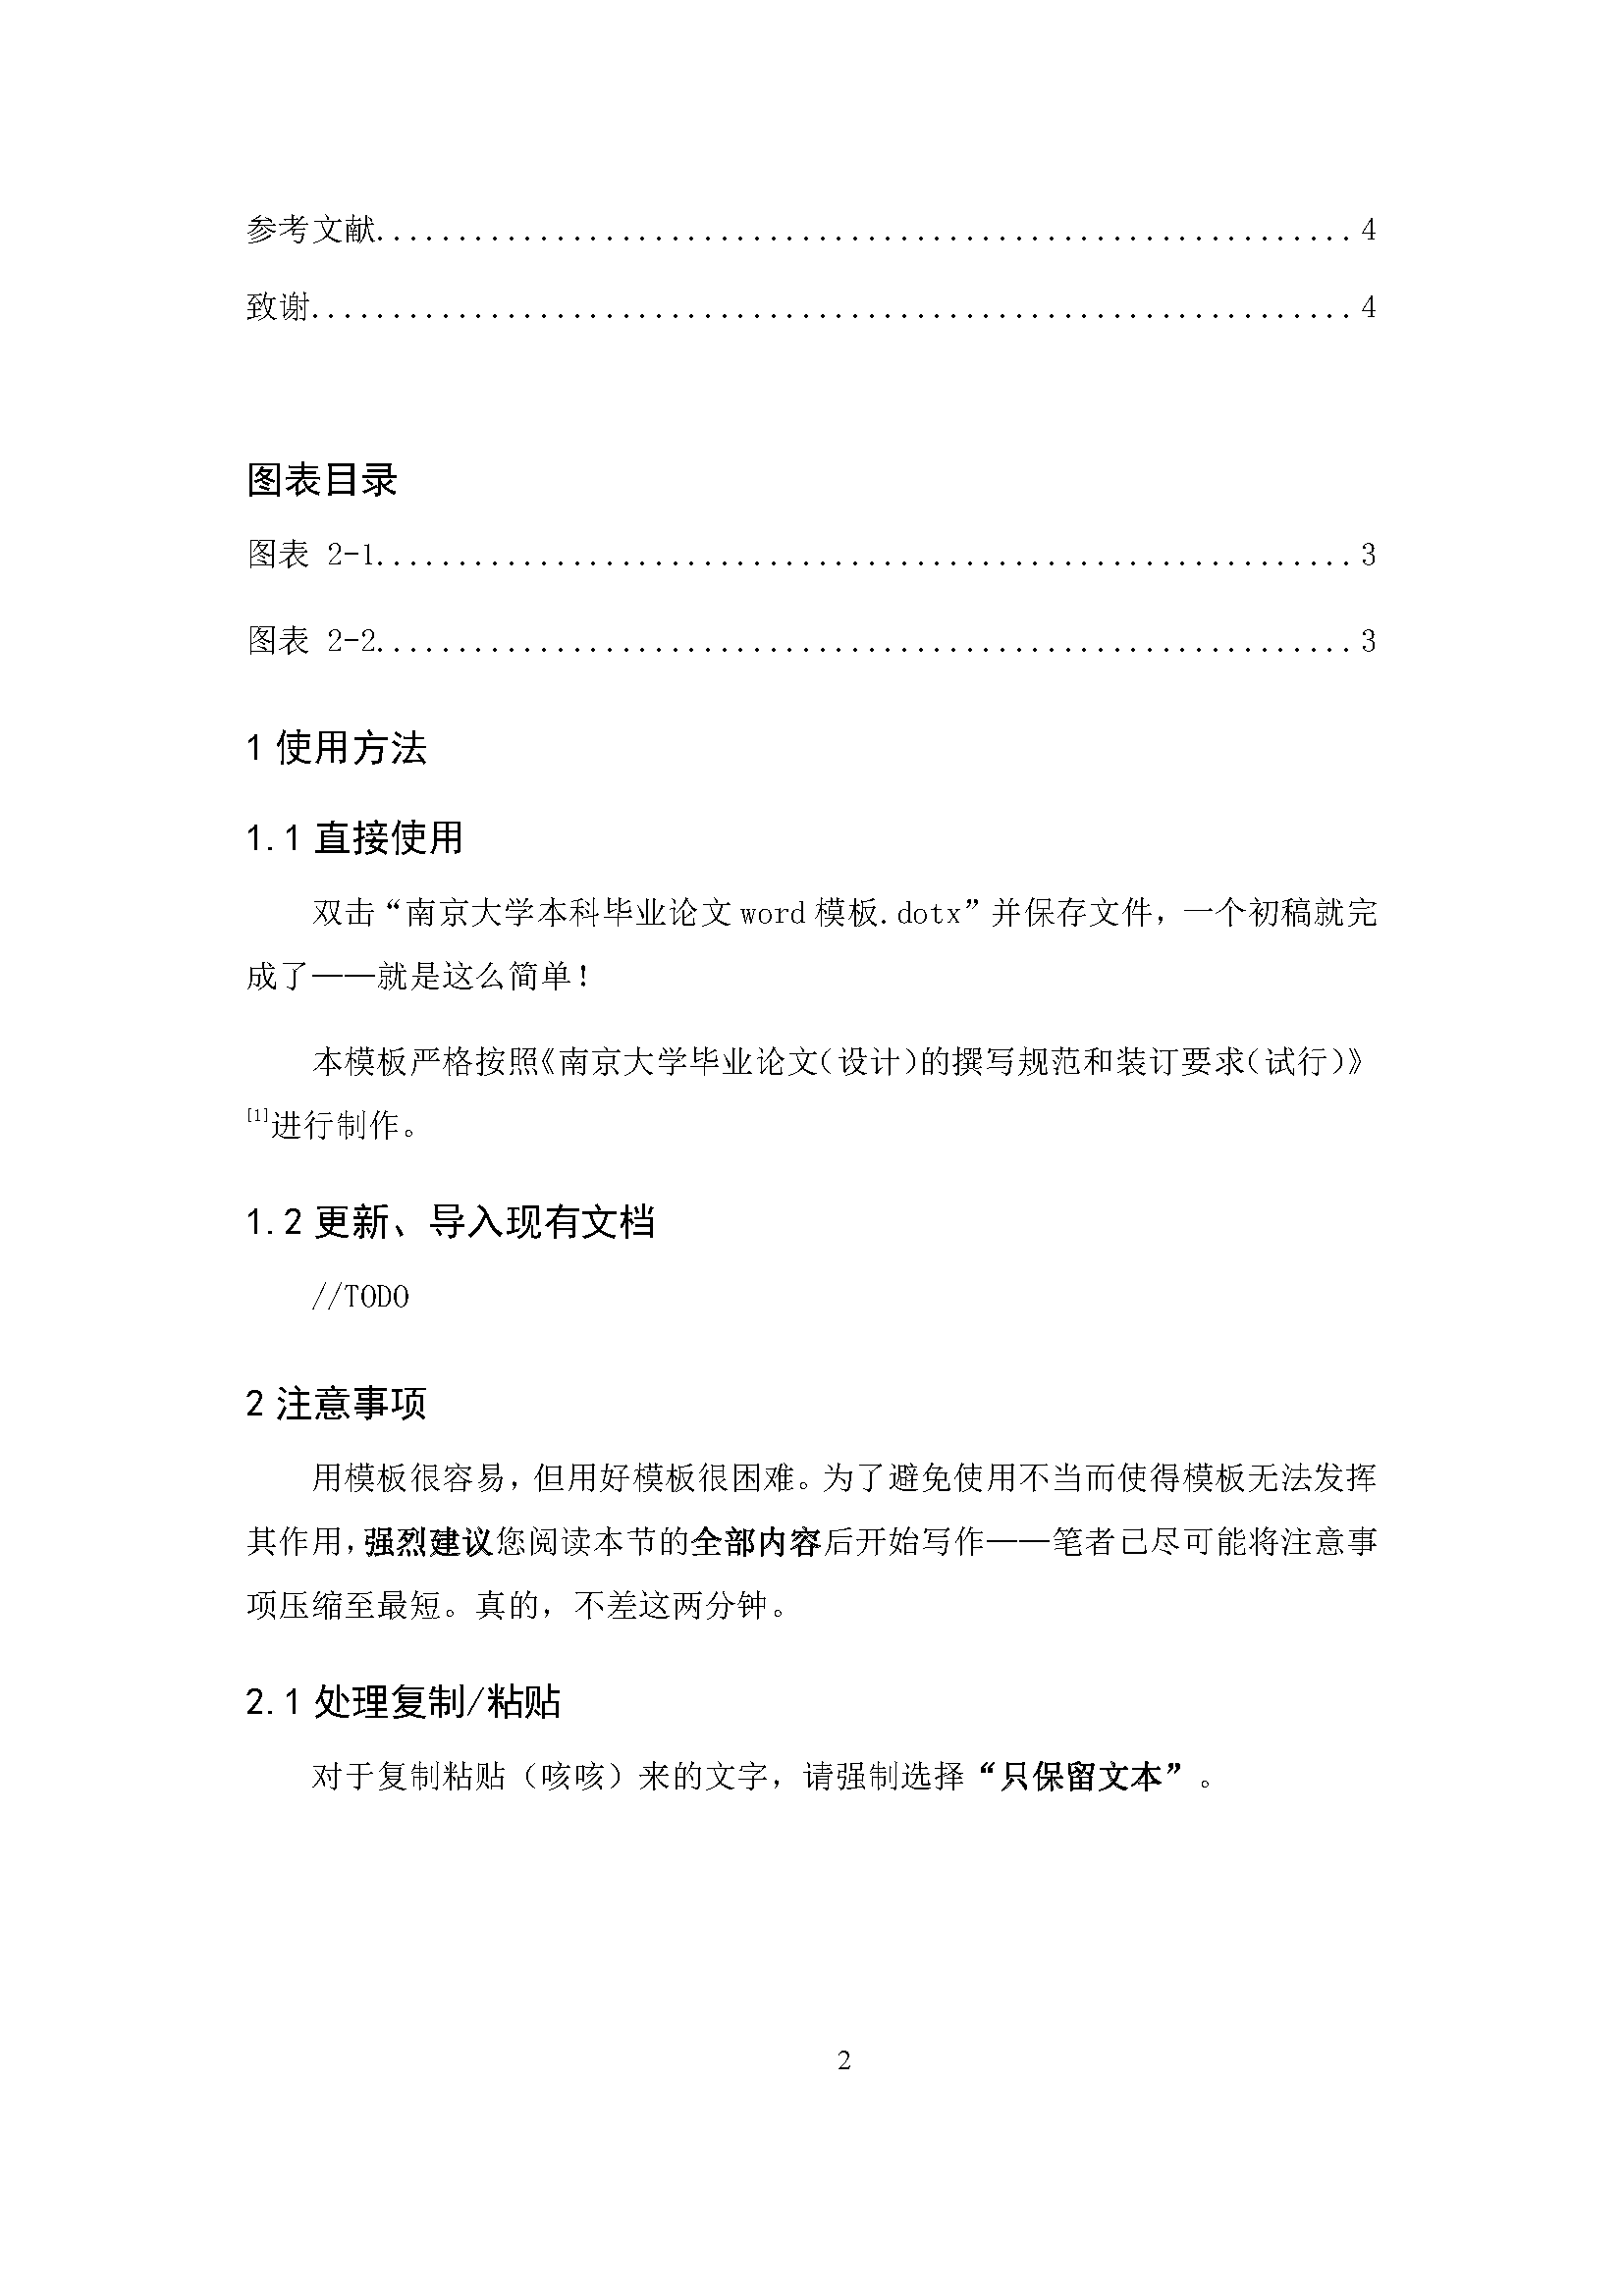 参考文献............................................................4
致谢................................................................4
图表目录
图表 2-1............................................................3
图表 2-2............................................................3
1 使用方法
1.1 直接使用
双击“南京大学本科毕业论文 word 模板.dotx”并保存文件，一个初稿就完
成了——就是这么简单！
本模板严格按照《南京大学毕业论文（设计）的撰写规范和装订要求（试行）》
[1]进行制作。
1.2 更新、导入现有文档
//TODO
2 注意事项
用模板很容易，但用好模板很困难。为了避免使用不当而使得模板无法发挥
其作用，强烈建议您阅读本节的全部内容后开始写作——笔者已尽可能将注意事
项压缩至最短。真的，不差这两分钟。
2.1 处理复制/粘贴
对于复制粘贴（咳咳）来的文字，请强制选择“只保留文本”。
2